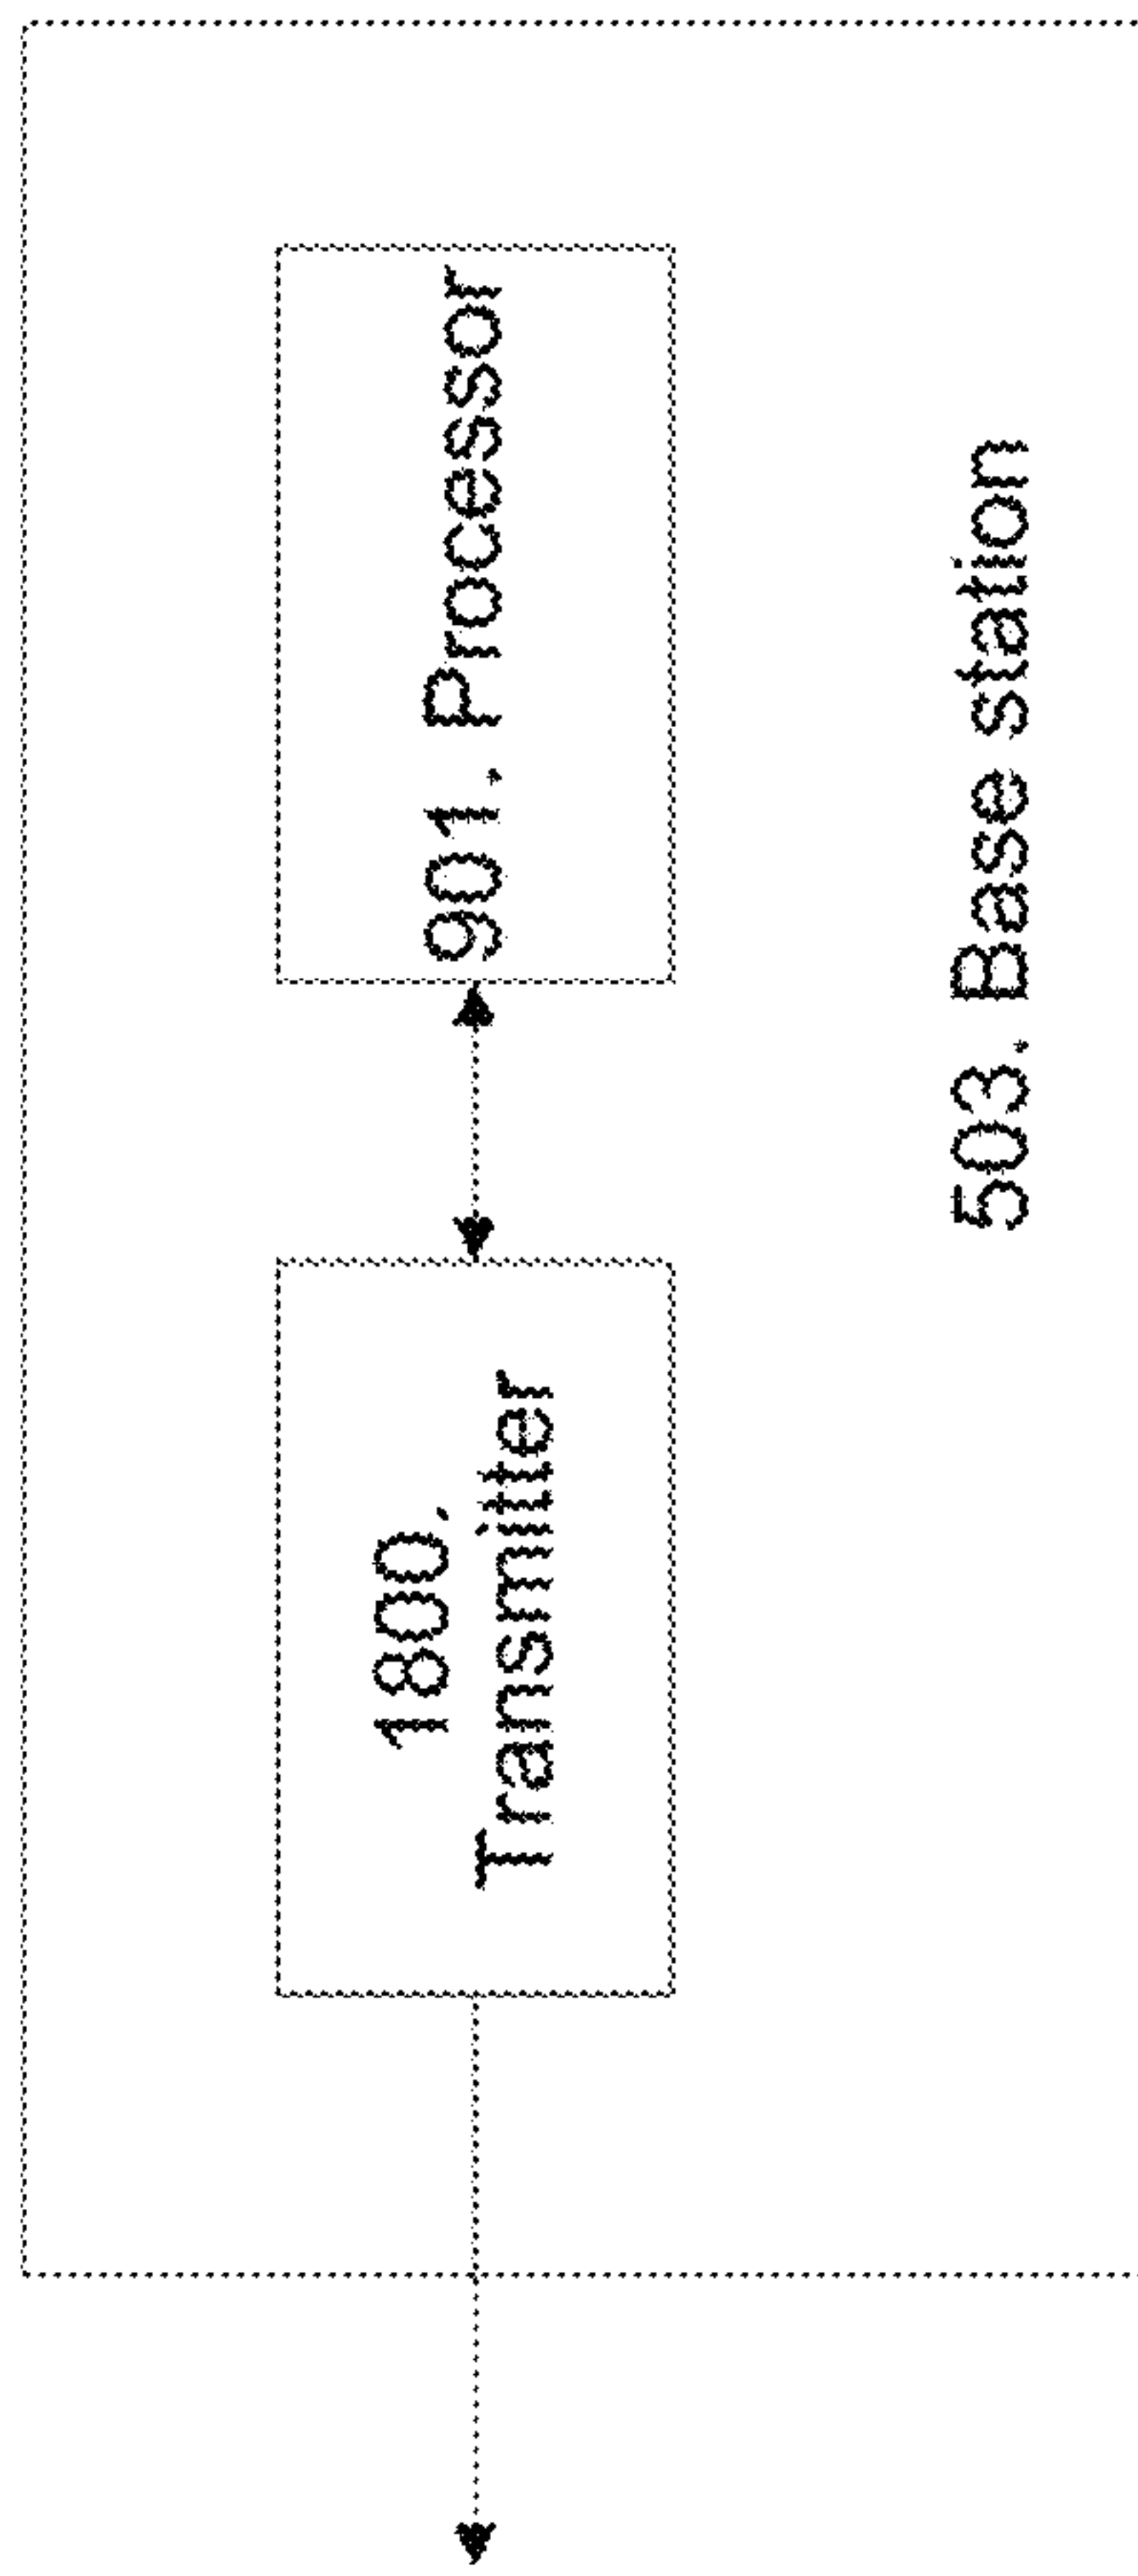 1800,
Transmitter
901. Processor
503. Base station